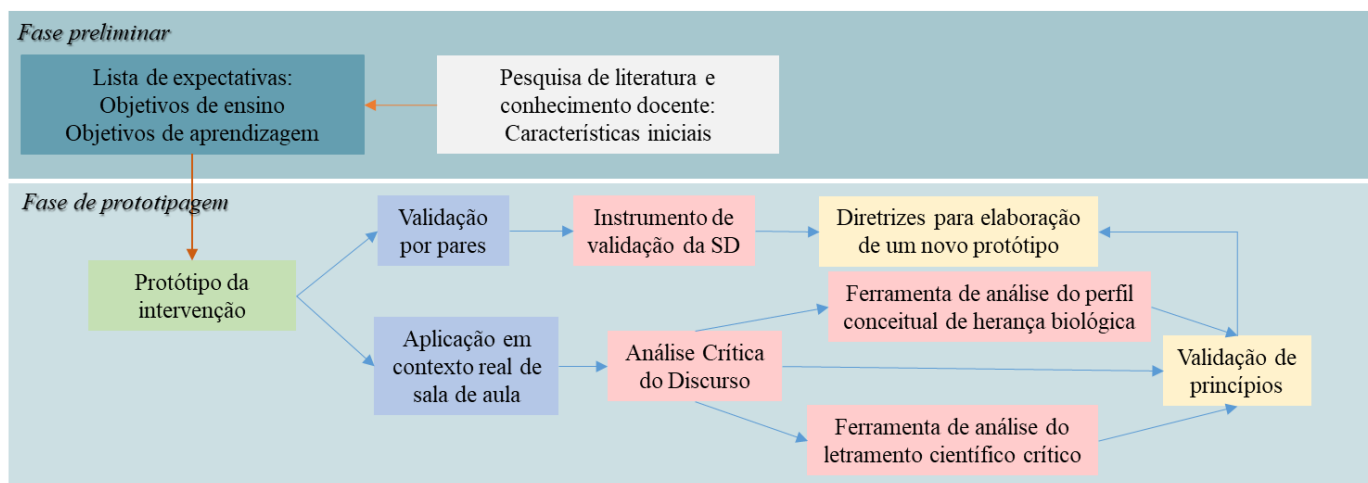 Fase preliminar
Lista de expectativas:
Objetivos de ensino
Objetivos de aprendizagem
Pesquisa de literatura e
conhecimento docente:
Características iniciais
Fase de prototipagem
Protótipo da
intervenção
Validação
por pares
Instrumento de
validação da SD
Diretrizes para elaboração
de um novo protótipo
Aplicação em
contexto real de
sala de aula
Análise Crítica
do Discurso
Ferramenta de análise do perfil
conceitual de herança biológica
Ferramenta de análise do
letramento científico crítico
Validação de
princípios